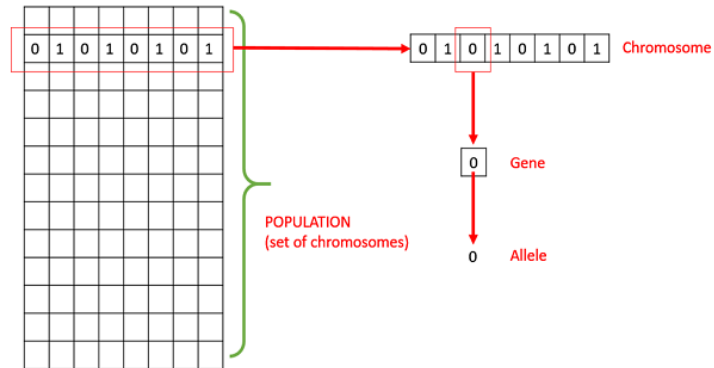 0 1 0 1 0 1 0 1
0 1 0 1 0 1 0 1 Chromosome
0 Gene
POPULATION
(set of chromosomes)
0 Allele